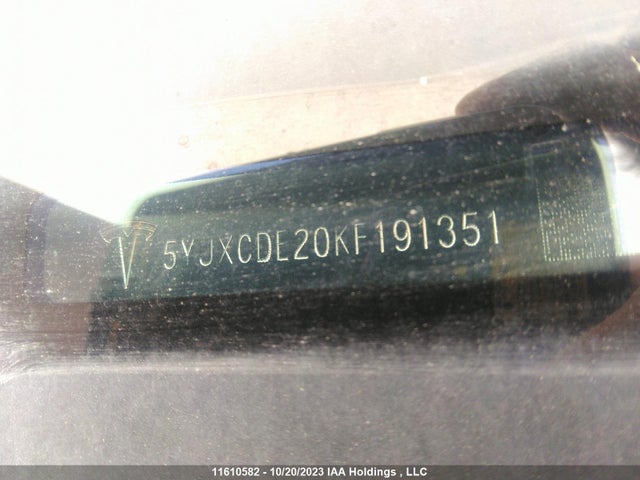 5YJXCDE20KF191351
11610582 - 10/20/2023 IAA Holdings , LLC